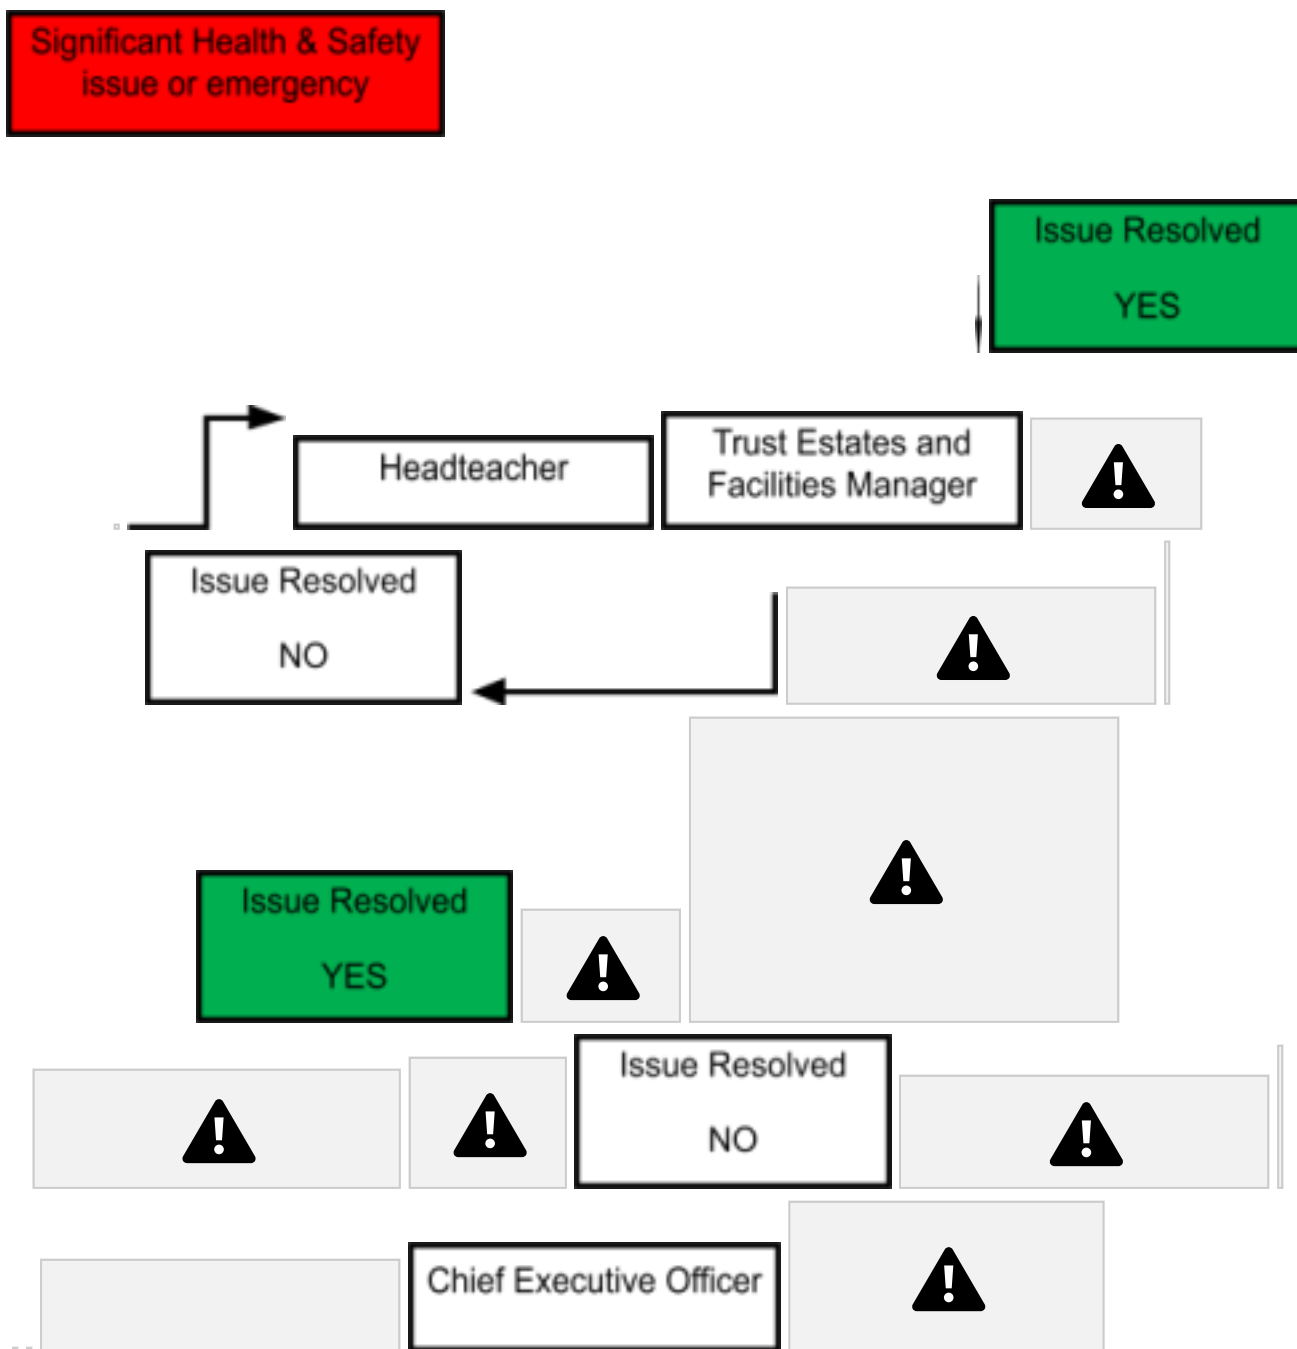 Significant Health & Safety
issue or emergency
Issue Resolved
YES
Headteacher
Trust Estates and
Facilities Manager
Issue Resolved
NO
Issue Resolved
YES
Issue Resolved
NO
Chief Executive Officer